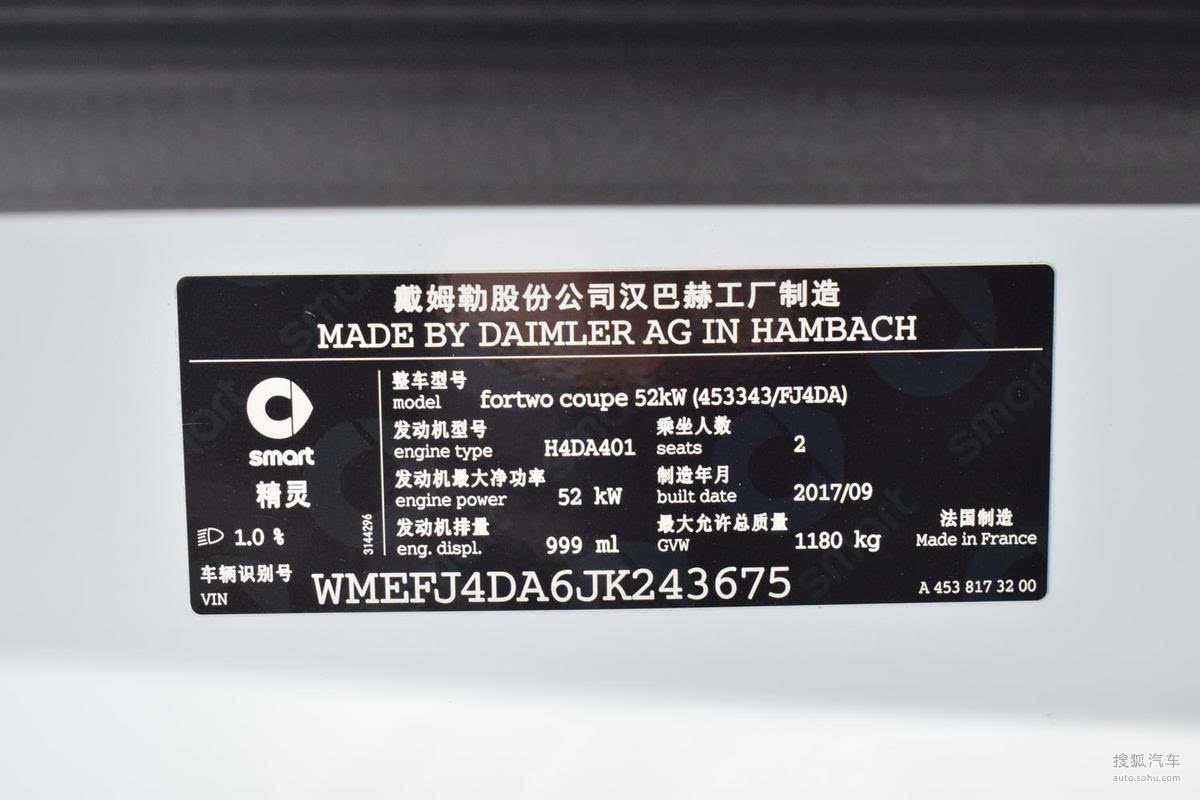 戴姆勒股份公司汉巴赫工厂制造
MADE BY DAIMLER AG IN HAMBACH
smart
精灵
1.0 %
3144296
整车型号
model fortwo coupe 52kW (453343/FJ4DA)
发动机型号 乘坐人数
engine type H4DA401 seats 2
发动机最大净功率 制造年月
engine power 52 kW built date 2017/09
发动机排量 最大允许总质量
eng. displ. 999 ml GVW 1180 kg
法国制造
Made in France
车辆识别号
VIN WMEFJ4DA6JK243675
A 453 817 32 00
搜狐汽车
auto.sohu.com